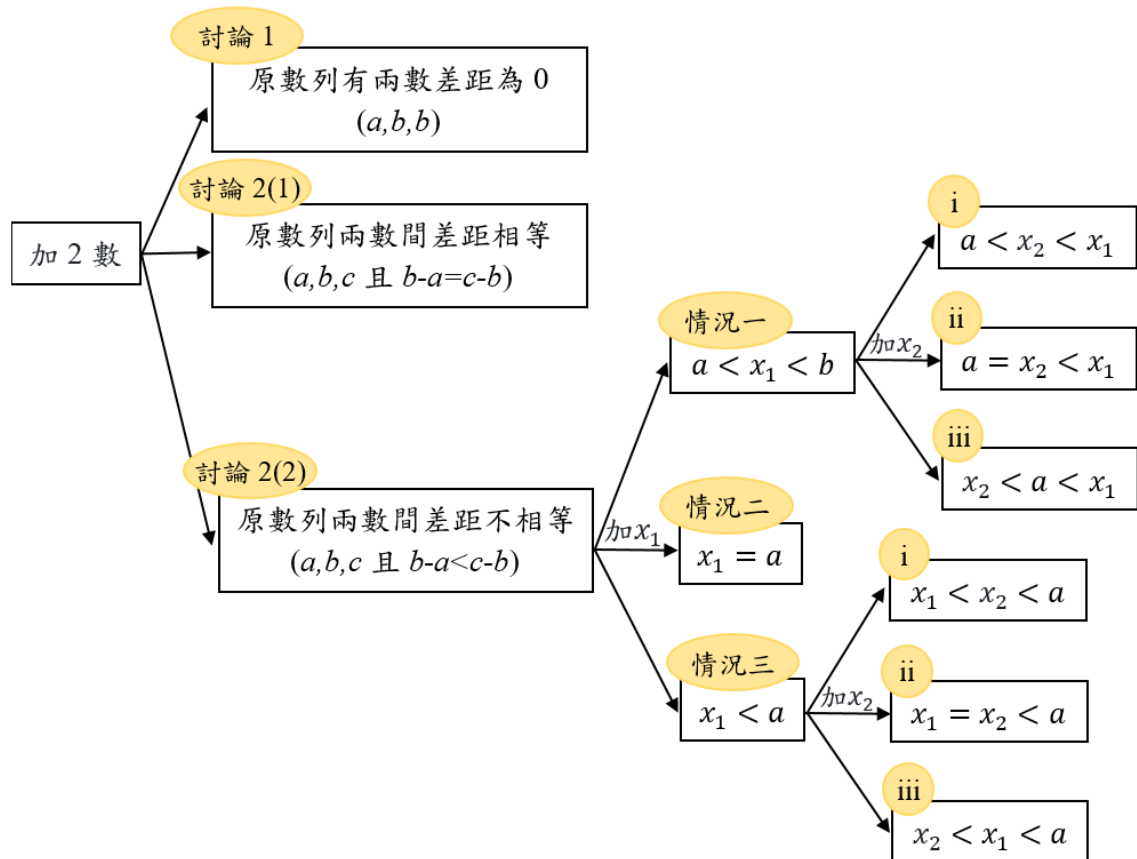 加 2 數
討論 1
原數列有兩數差距為 0
(a,b,b)
討論 2(1)
原數列兩數間差距相等
(a,b,c 且 b-a=c-b)
討論 2(2)
原數列兩數間差距不相等
(a,b,c 且 b-a<c-b)
加x₁
情況一
a < x₁ < b
加x₂
i
a < x₂ < x₁
ii
a = x₂ < x₁
iii
x₂ < a < x₁
情況二
x₁ = a
情況三
x₁ < a
加x₂
i
x₁ < x₂ < a
ii
x₁ = x₂ < a
iii
x₂ < x₁ < a